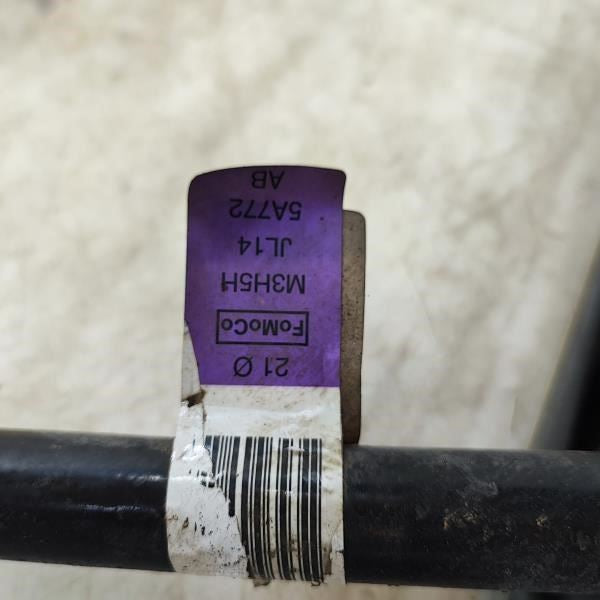 21 Ø
FoMoCo
M3H5H
JL14
5A772
AB